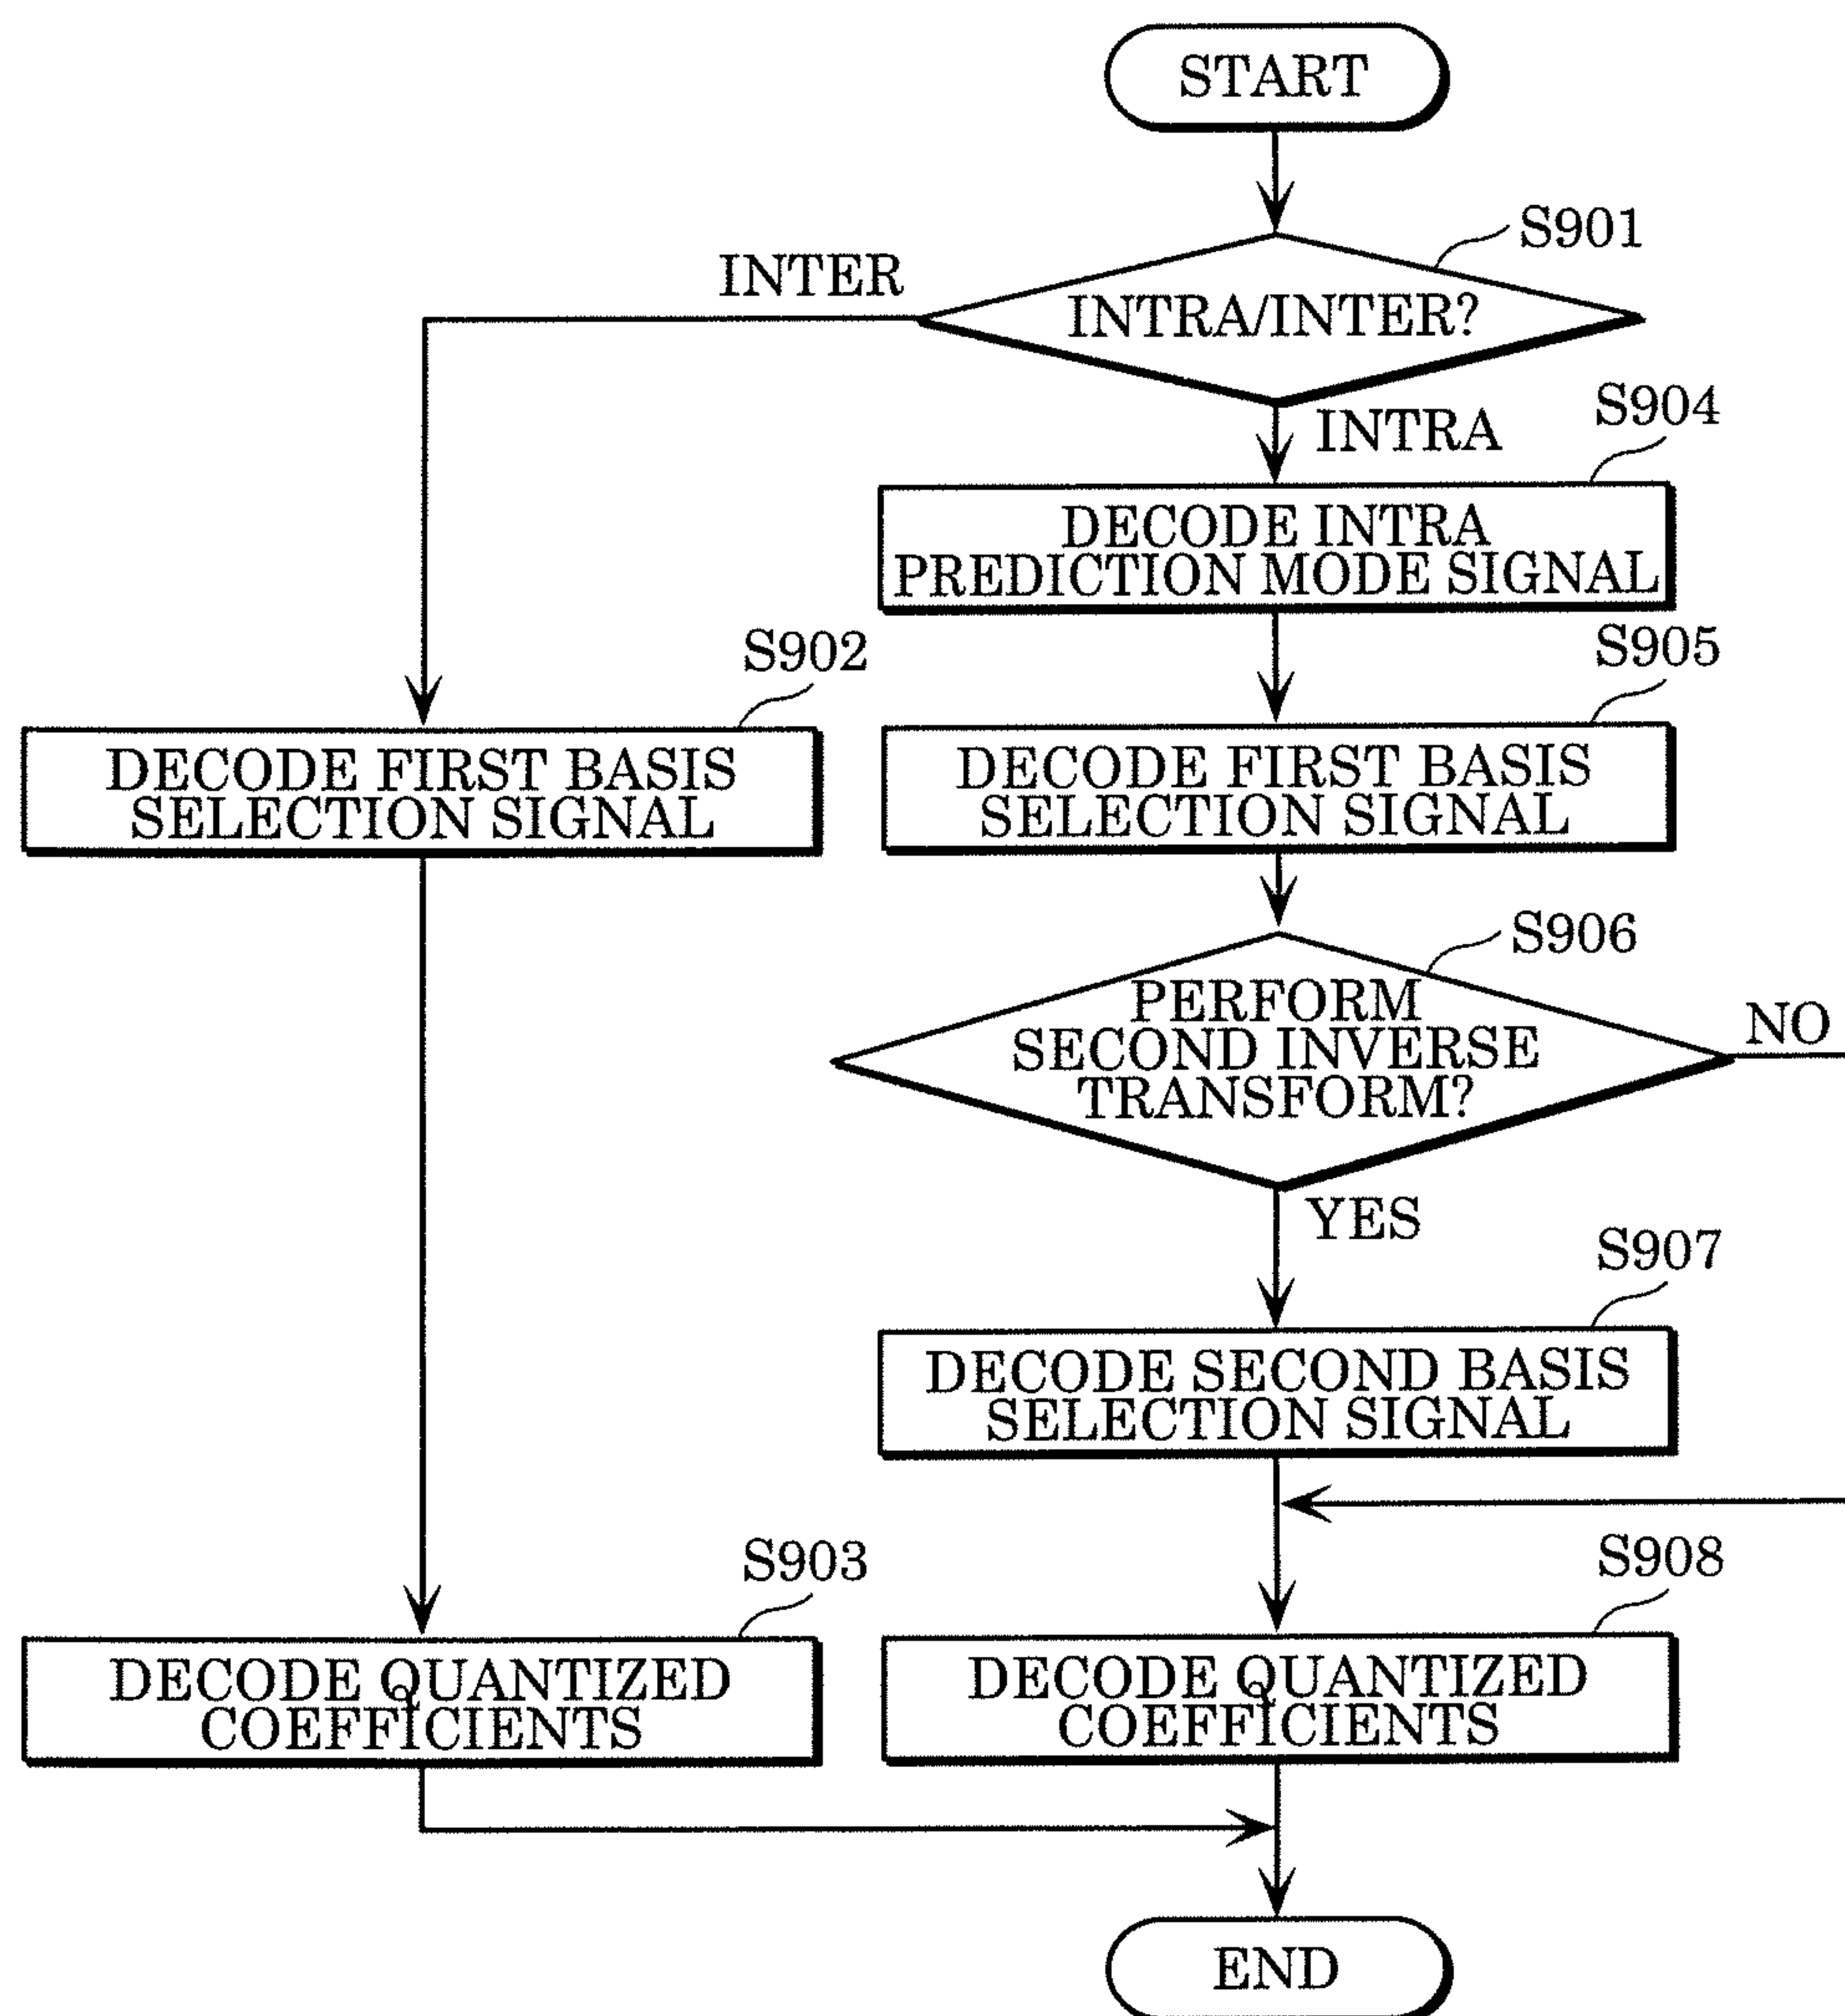 START
S901
INTER
INTRA/INTER?
S904
INTRA
DECODE INTRA
PREDICTION MODE SIGNAL
S902
S905
DECODE FIRST BASIS
SELECTION SIGNAL
DECODE FIRST BASIS
SELECTION SIGNAL
S906
PERFORM
SECOND INVERSE
TRANSFORM?
NO
YES
S907
DECODE SECOND BASIS
SELECTION SIGNAL
S903
S908
DECODE QUANTIZED
COEFFICIENTS
DECODE QUANTIZED
COEFFICIENTS
END